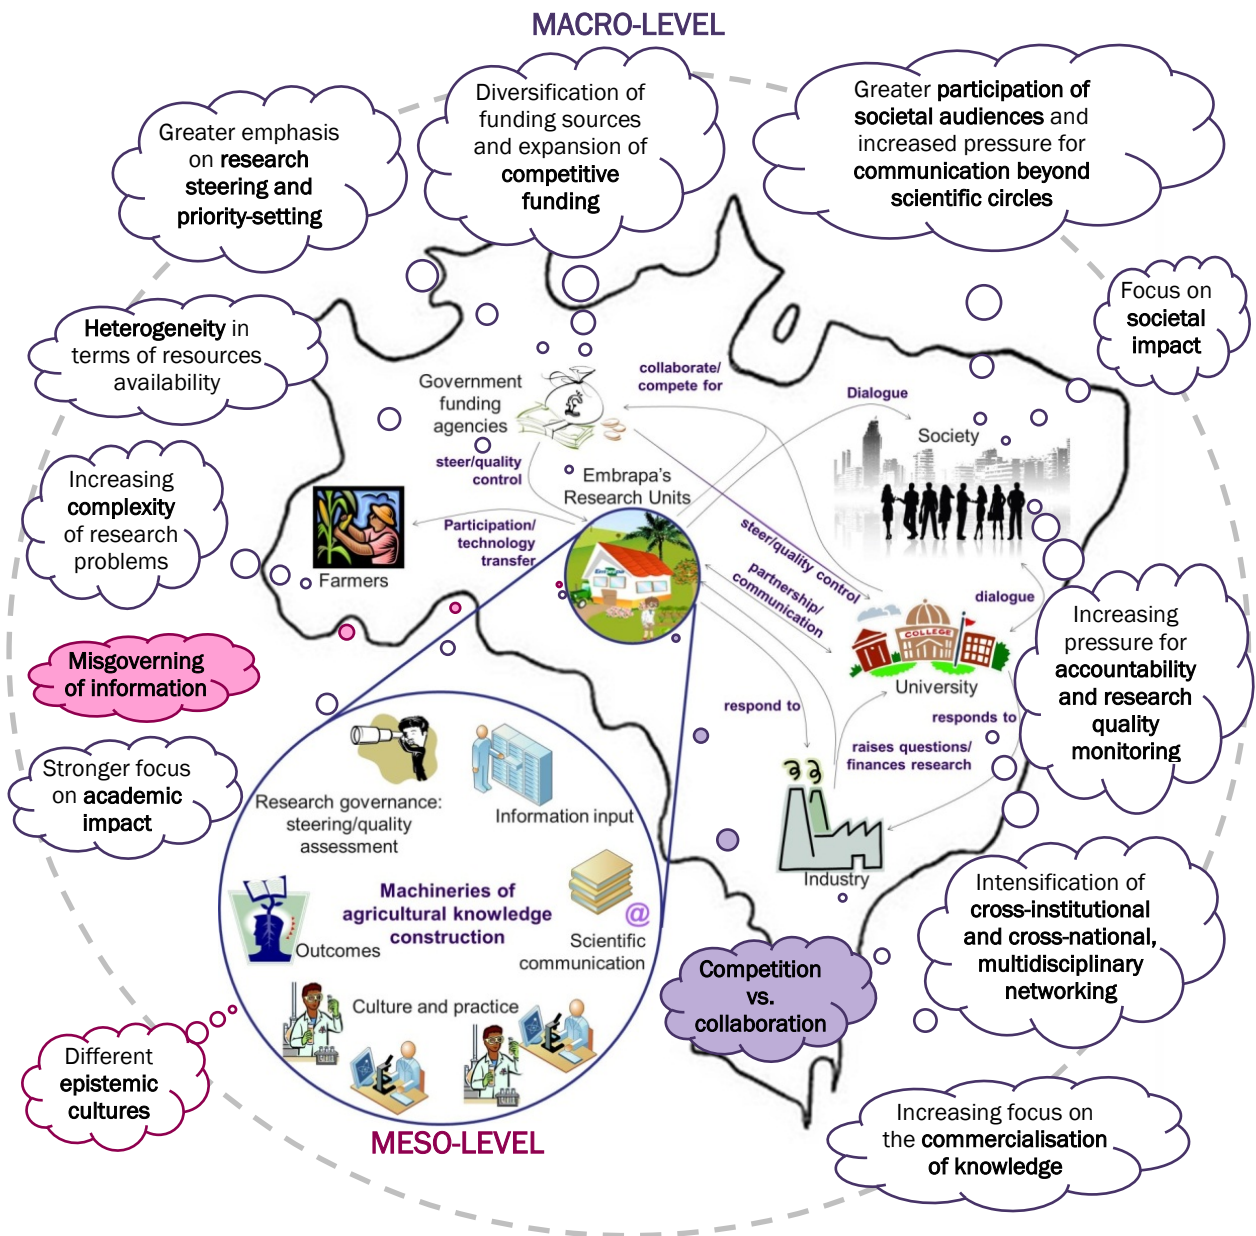 MACRO-LEVEL
Greater emphasis
on research
steering and
priority-setting
Diversification of
funding sources
and expansion of
competitive
funding
Greater participation of
societal audiences and
increased pressure for
communication beyond
scientific circles
Focus on
societal
impact
Heterogeneity in
terms of resources
availability
Increasing
complexity
of research
problems
Misgoverning
of information
Stronger focus
on academic
impact
Different
epistemic
cultures
Government
funding
agencies
collaborate/
compete for
Dialogue
Society
steer/quality
control
Embrapa's
Research Units
Farmers
Participation/
technology
transfer
steer/quality control
partnership/
communication
dialogue
COLLEGE
University
respond to
responds to
raises questions/
finances research
Industry
Increasing
pressure for
accountability
and research
quality
monitoring
Intensification of
cross-institutional
and cross-national,
multidisciplinary
networking
Competition
vs.
collaboration
Increasing focus on
the commercialisation
of knowledge
Research governance:
steering/quality
assessment
Information input
Machineries of
agricultural knowledge
construction
@
Scientific
communication
Outcomes
Culture and practice
MESO-LEVEL